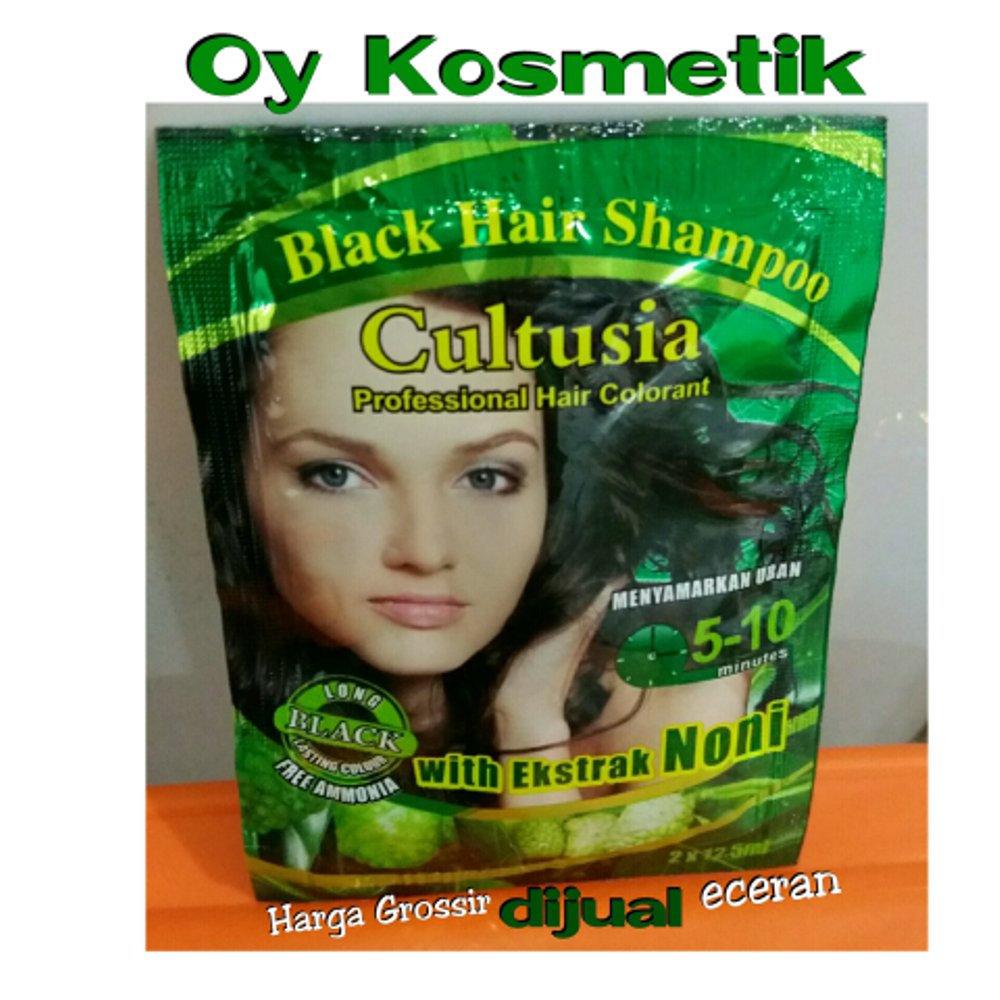 Oy Kosmetik
Black Hair Shampoo
Cultusia
Professional Hair Colorant
MENYAMARKAN UBAN
5-10
minutes
LONG
BLACK
LASTING COLOUR
FREE AMMONIA
with Ekstrak Noni
2 x 12.5ml
Harga Grossir dijual eceran